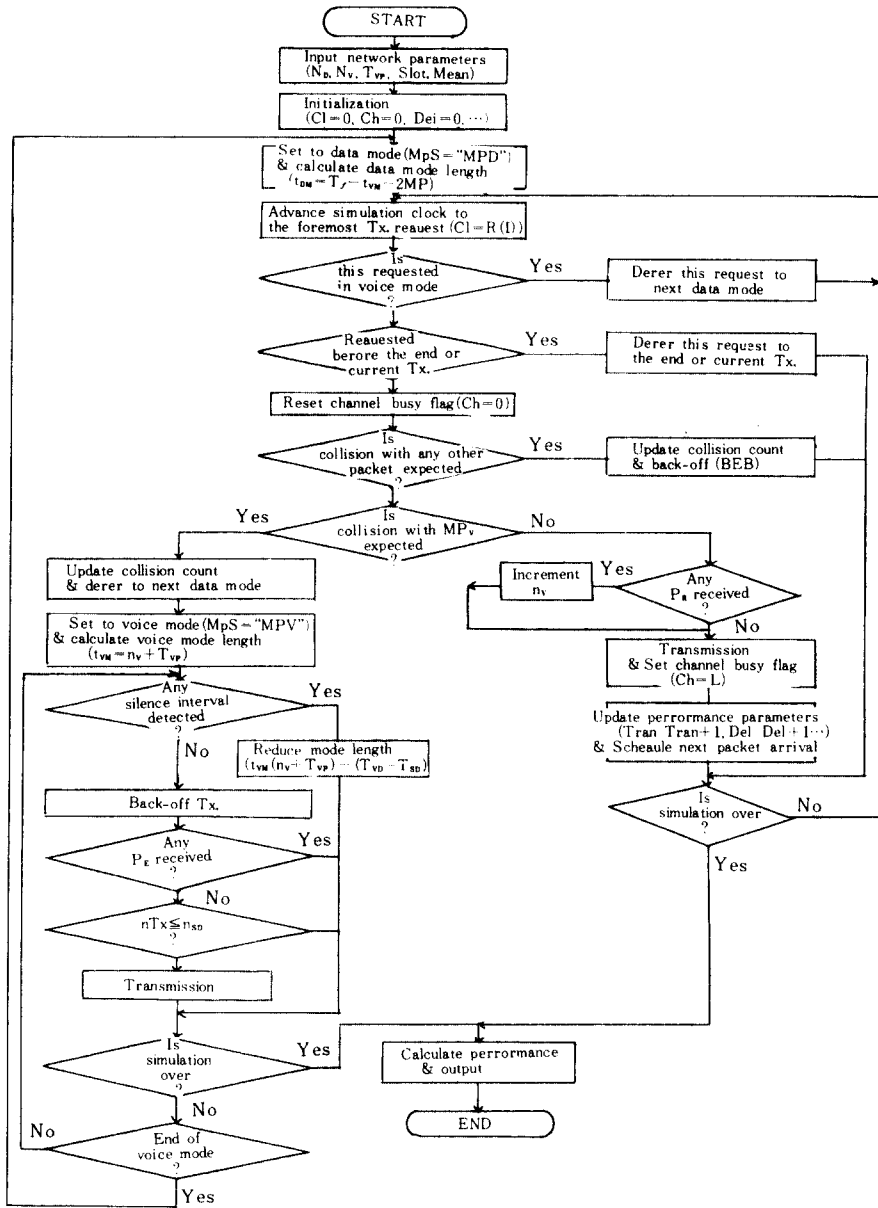 START
Input network parameters
(N_D, N_V, T_VP, Slot, Mean)
Initialization
(Cl=0, Ch=0, Dei=0, ⋯)
Set to data mode(MpS="MPD")
& calculate data mode length
(t_DM=T_f−t_VM−2MP)
Advance simulation clock to
the foremost Tx. reauest (Cl=R(I))
Is
this requested
in voice mode
?
Yes
Derer this request to
next data mode
Reauested
berore the end or
current Tx.
Yes
Derer this request to
the end or current Tx.
Reset channel busy flag(Ch=0)
Is
collision with any other
packet expected
?
Yes
Update collision count
& back-off (BEB)
Is
collision with MP_V
expected
?
Yes
No
Update collision count
& derer to next data mode
Set to voice mode(MpS="MPV")
& calculate voice mode length
(t_VM=n_V+T_VP)
Any
silence interval
detected
?
Yes
No
Reduce mode length
(t_VM(n_V+T_VP)−(T_VD−T_SD)
Back-off Tx.
Any
P_E received
?
Yes
No
nTx≦n_SD
?
Transmission
Is
simulation
over
?
Yes
No
End of
voice mode
?
No
Yes
Any
P_R received
?
Yes
Increment
n_V
No
Transmission
& Set channel busy flag
(Ch=L)
Update perrormance parameters
(Tran Tran+1, Del Del+1⋯)
& Scheaule next packet arrival
Is
simulation over
?
No
Yes
Calculate perrormance
& output
END